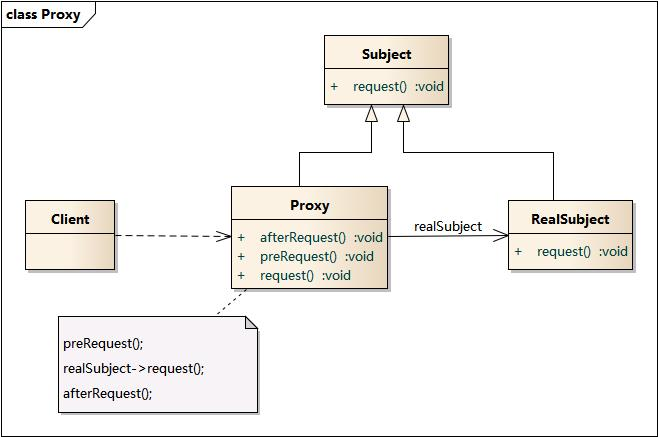 class Proxy
Subject
+ request() :void
Client
Proxy
+ afterRequest() :void
+ preRequest() :void
+ request() :void
realSubject
RealSubject
+ request() :void
preRequest();
realSubject->request();
afterRequest();